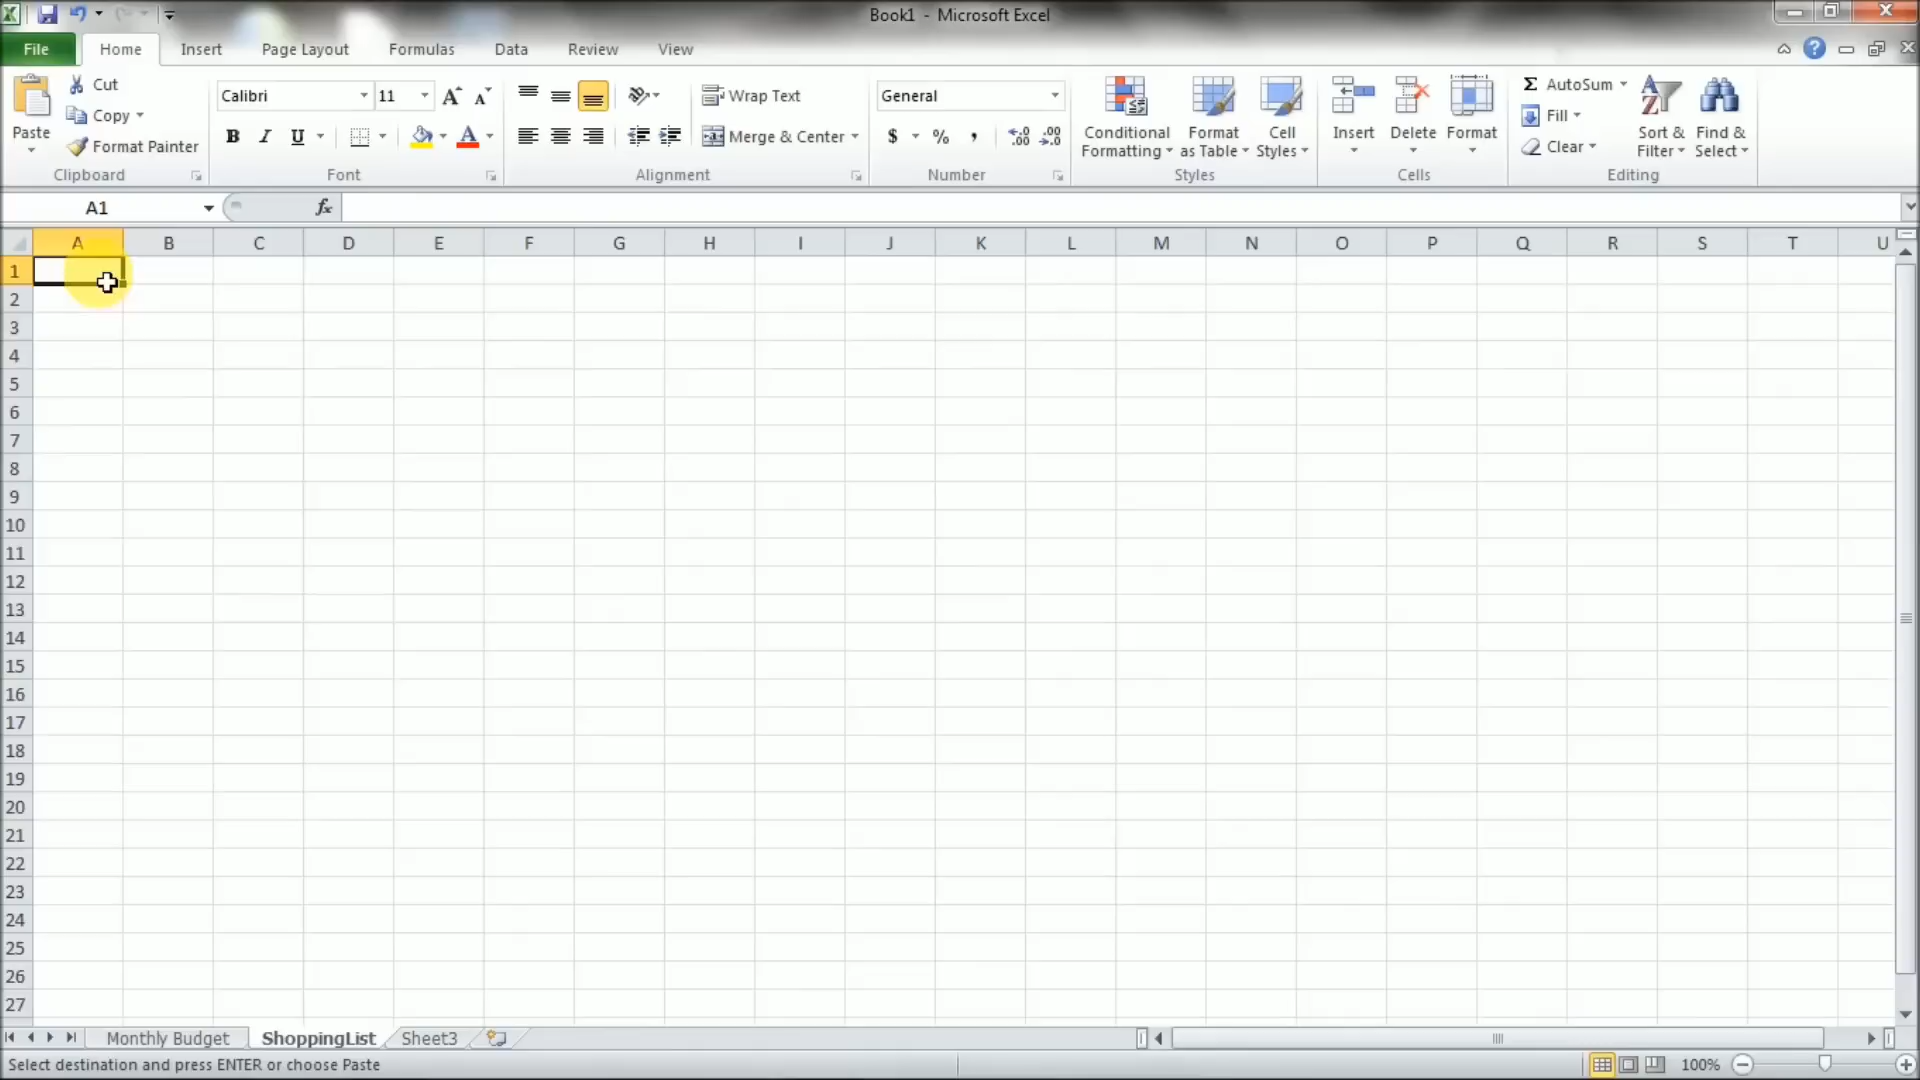 Book1 - Microsoft Excel
File Home Insert Page Layout Formulas Data Review View
Paste
Cut
Copy
Format Painter
Clipboard
Calibri 11
B I U A
Font
Wrap Text
Merge & Center
Alignment
General
$ % ,
Number
Conditional Formatting
Format as Table
Cell Styles
Styles
Insert Delete Format
Cells
Σ AutoSum
Fill
Clear
Sort & Filter
Find & Select
Editing
A1 fx
A B C D E F G H I J K L M N O P Q R S T U
1
2
3
4
5
6
7
8
9
10
11
12
13
14
15
16
17
18
19
20
21
22
23
24
25
26
27
Monthly Budget ShoppingList Sheet3
Select destination and press ENTER or choose Paste 100%